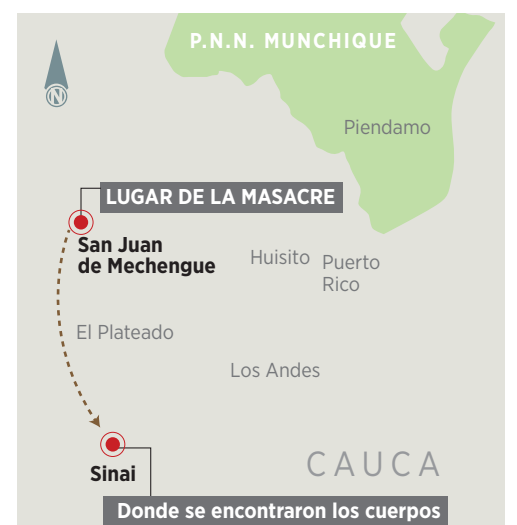 P.N.N. MUNCHIQUE
N
Piendamo
LUGAR DE LA MASACRE
San Juan
de Mechengue
Huisito
Puerto
Rico
El Plateado
Los Andes
CAUCA
Sinai
Donde se encontraron los cuerpos